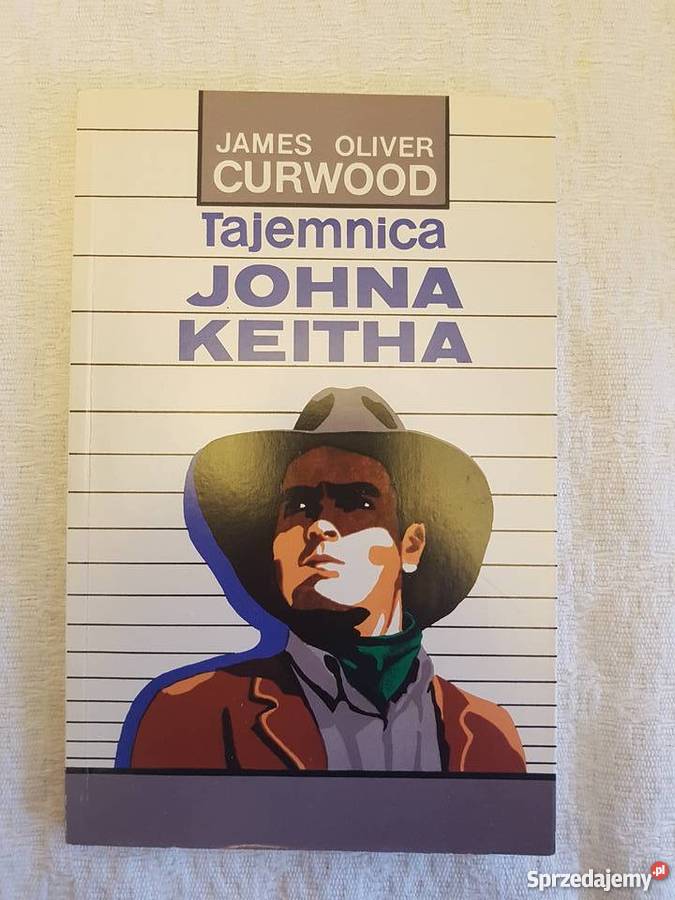 JAMES OLIVER
CURWOOD
Tajemnica
JOHNA
KEITHA
Sprzedajemy.pl